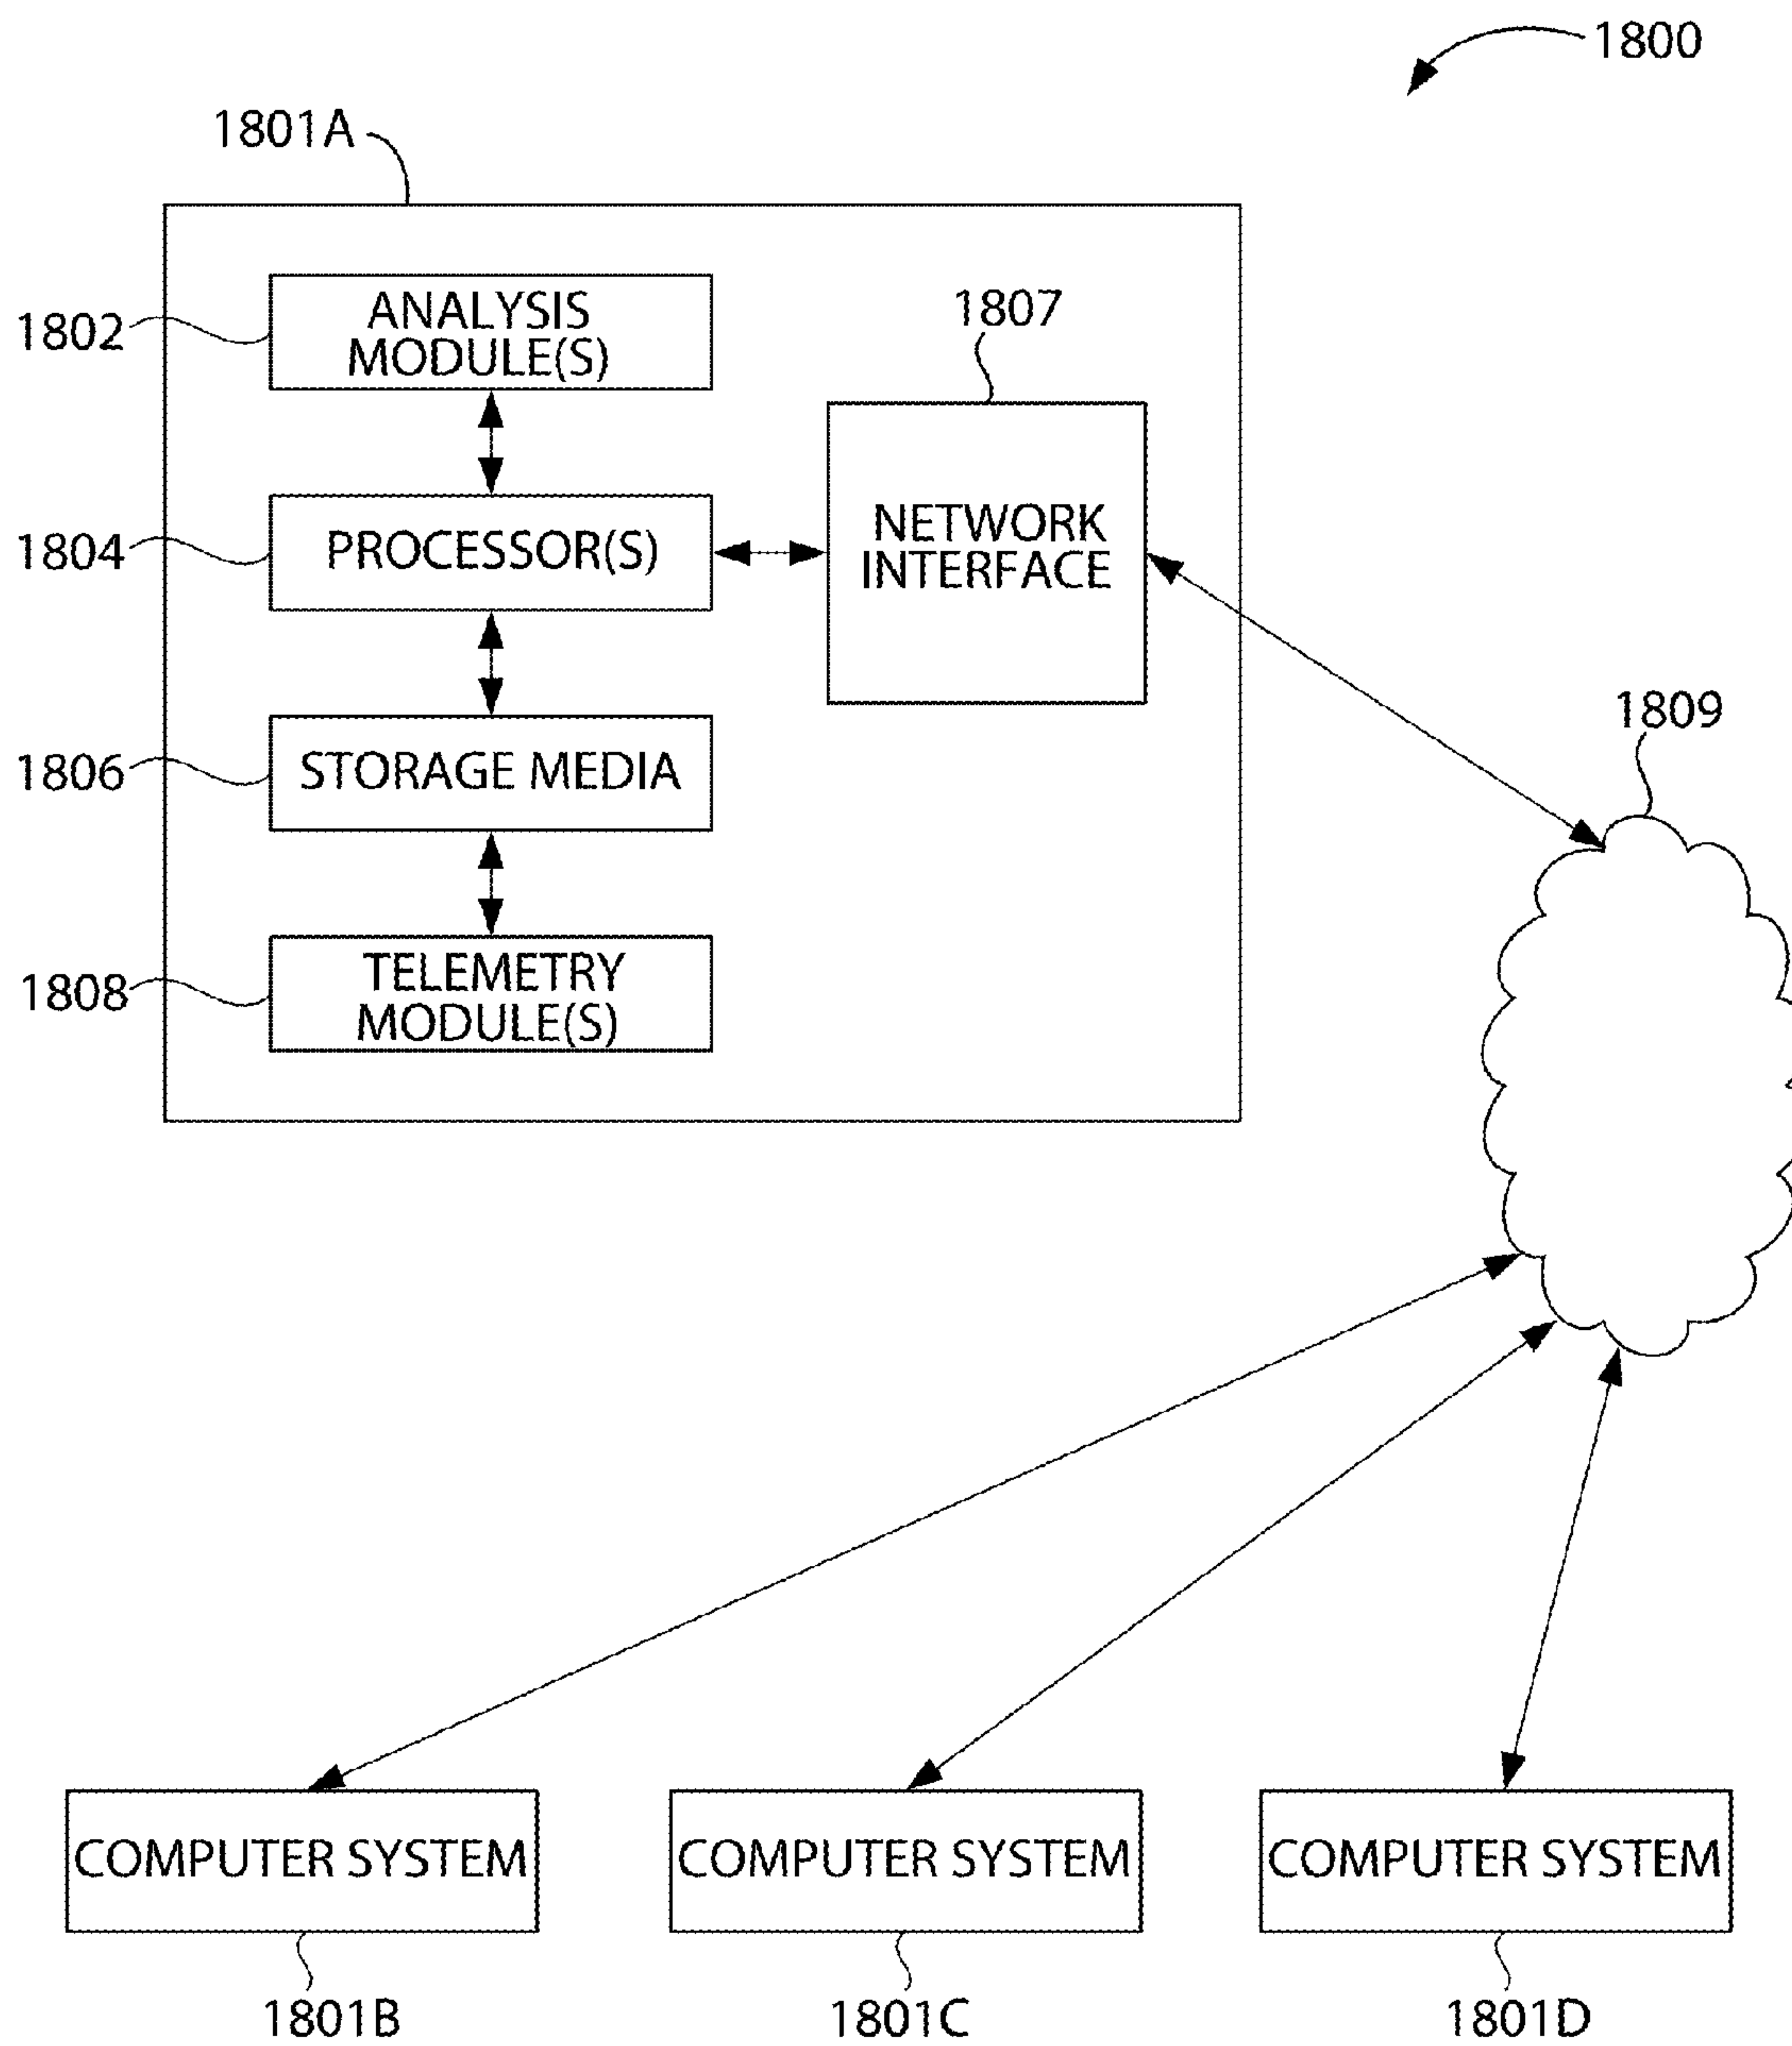 1800
1801A
1802
ANALYSIS
MODULE(S)
1807
1804
PROCESSOR(S)
NETWORK
INTERFACE
1806
STORAGE MEDIA
1809
1808
TELEMETRY
MODULE(S)
COMPUTER SYSTEM
COMPUTER SYSTEM
COMPUTER SYSTEM
1801B
1801C
1801D